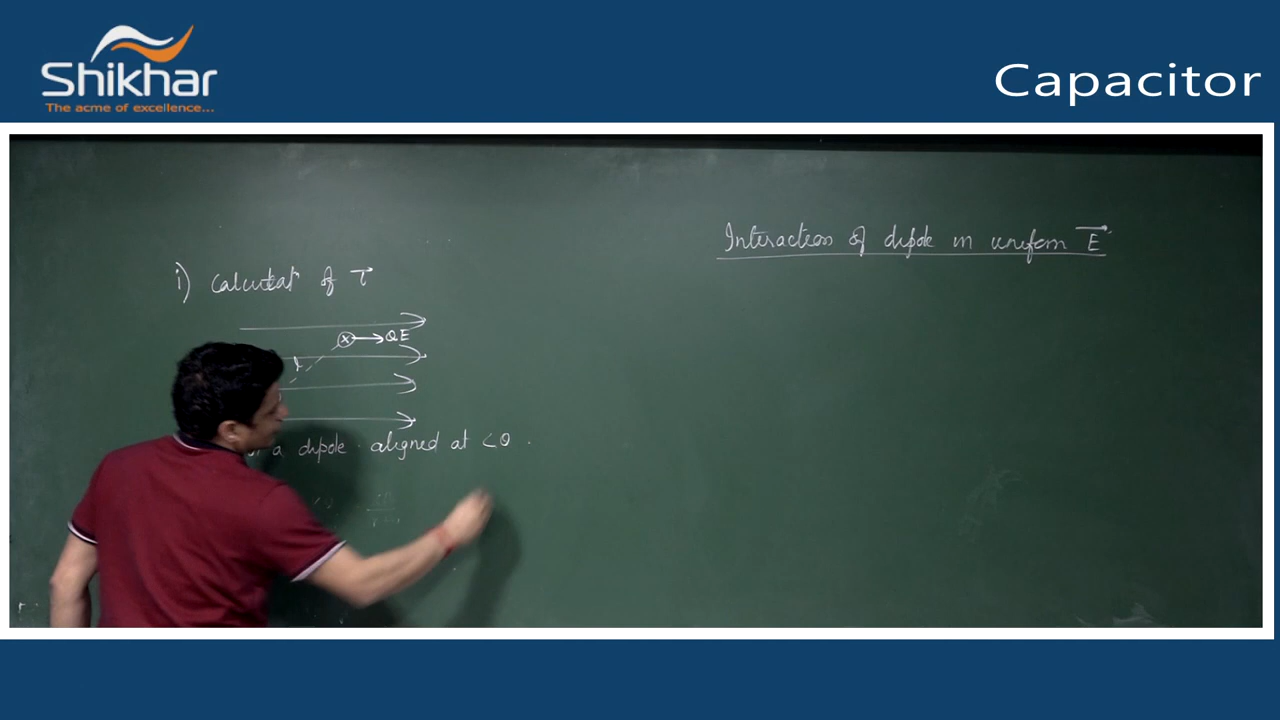 Shikhar
The acme of excellence...
Capacitor
Interaction of dipole in uniform E
i) Calculat of τ
QE
a dipole aligned at <θ.